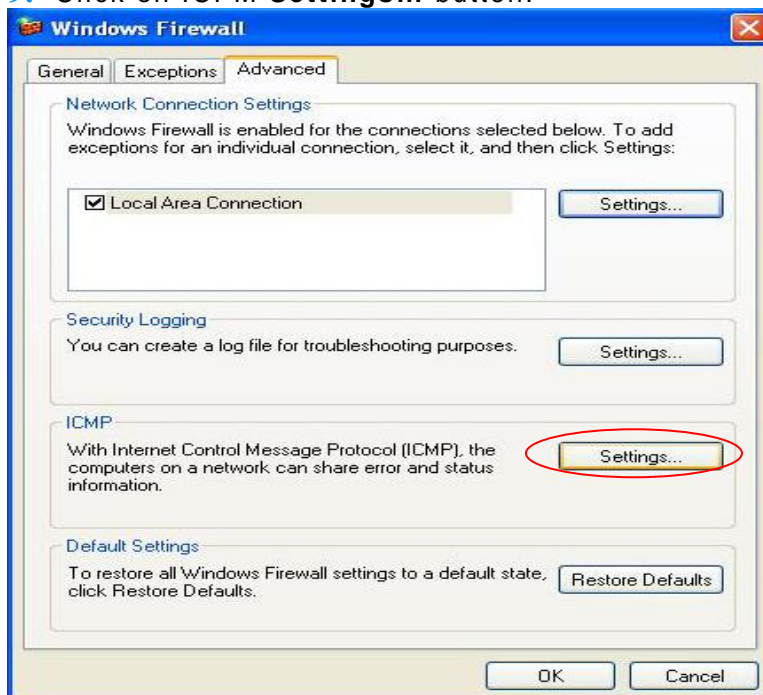 Windows Firewall
General Exceptions Advanced
Network Connection Settings
Windows Firewall is enabled for the connections selected below. To add
exceptions for an individual connection, select it, and then click Settings:
Local Area Connection
Settings...
Security Logging
You can create a log file for troubleshooting purposes.
Settings...
ICMP
With Internet Control Message Protocol (ICMP), the
computers on a network can share error and status
information.
Settings...
Default Settings
To restore all Windows Firewall settings to a default state,
click Restore Defaults.
Restore Defaults
OK Cancel